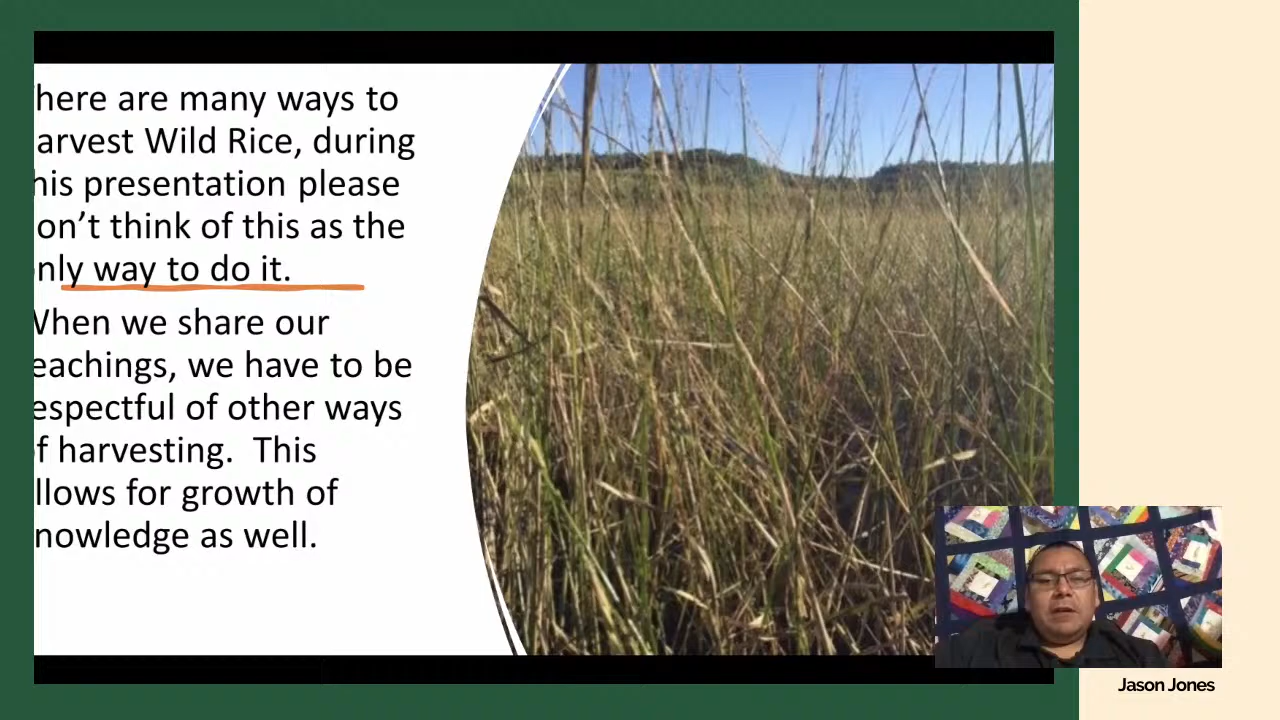 here are many ways to
arvest Wild Rice, during
his presentation please
on’t think of this as the
nly way to do it.
When we share our
eachings, we have to be
espectful of other ways
f harvesting. This
llows for growth of
nowledge as well.
Jason Jones